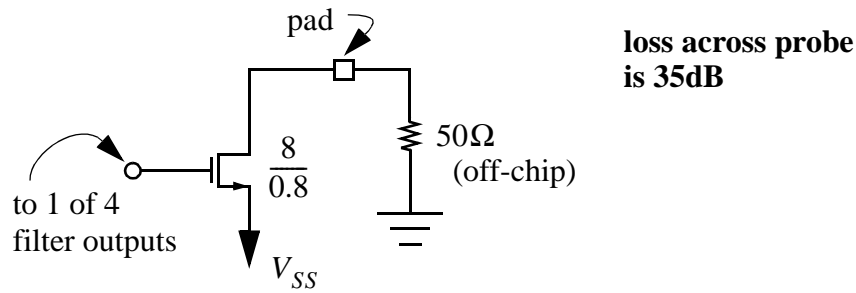 pad
loss across probe
is 35dB
50Ω
(off-chip)
8
0.8
to 1 of 4
filter outputs
V_SS